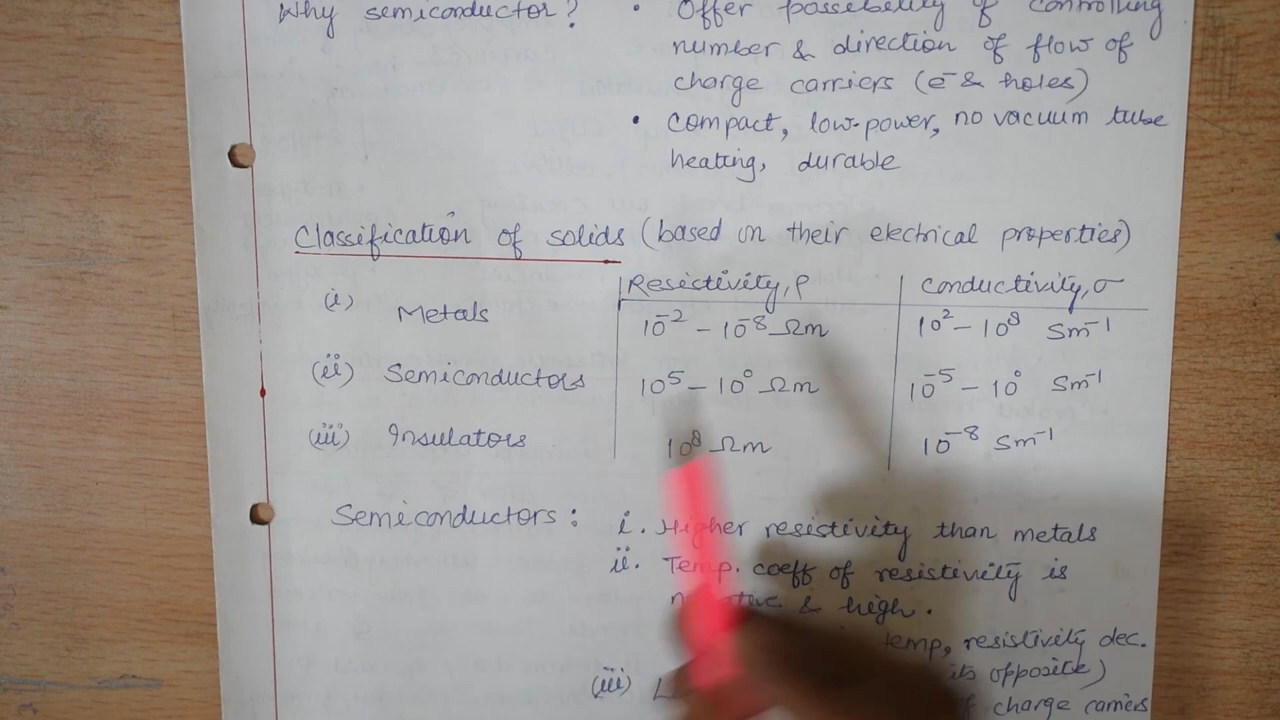 Why semiconductor? • Offer possibility of controlling
number & direction of flow of
charge carriers (e⁻ & holes)
• compact, low-power, no vacuum tube
heating, durable
Classification of solids (based on their electrical properties)
Resistivity, ρ conductivity, σ
(i) Metals 10⁻² – 10⁻⁸ Ωm 10² – 10⁸ Sm⁻¹
(ii) Semiconductors 10⁵ – 10⁰ Ωm 10⁻⁵ – 10⁰ Sm⁻¹
(iii) Insulators 10⁸ Ωm 10⁻⁸ Sm⁻¹
Semiconductors : i. Higher resistivity than metals
ii. Temp. coeff of resistivity is
& high.
temp, resistivity dec.
its opposite)
(iii)
charge carriers